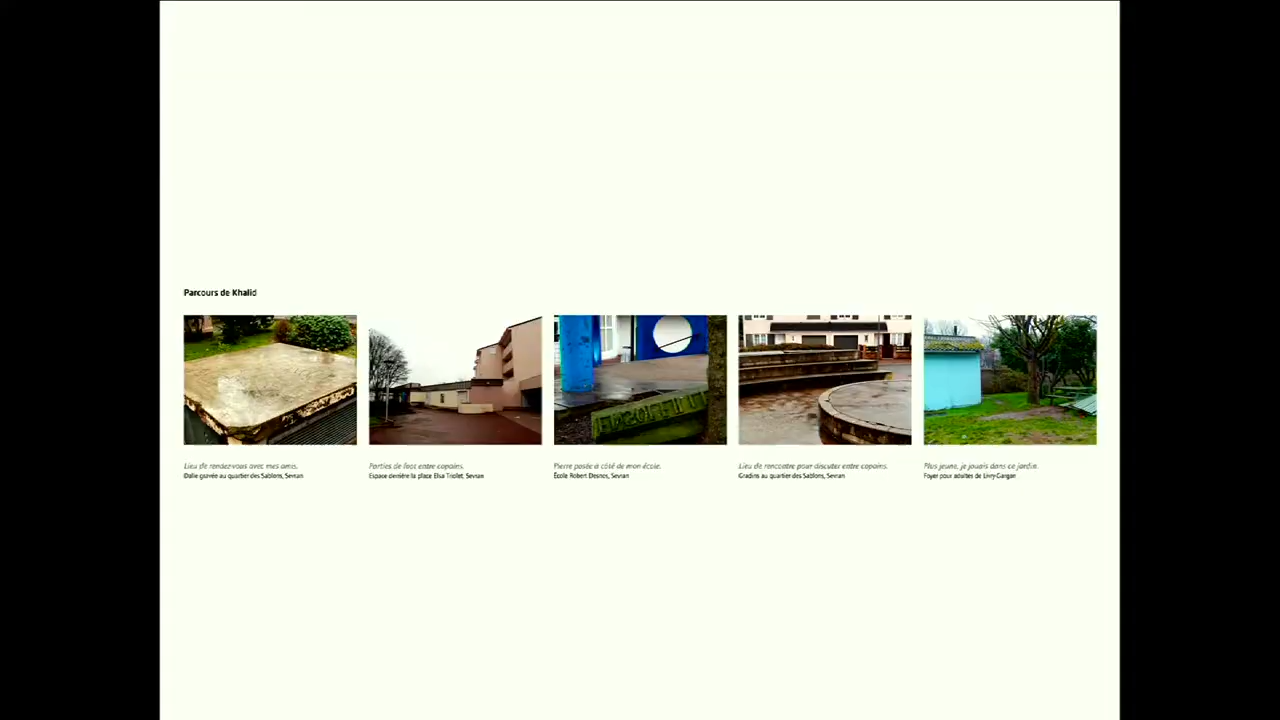 Parcours de Khalid
Lieu de rendez-vous avec mes amis.
Dalle gravée au quartier des Sablons, Sevran
Parties de foot entre copains.
Espace derrière la place Elsa Triolet, Sevran
Pierre posée à côté de mon école.
École Robert Desnos, Sevran
Lieu de rencontre pour discuter entre copains.
Gradins au quartier des Sablons, Sevran
Plus jeune, je jouais dans ce jardin.
Foyer pour adultes de Livry-Gargan